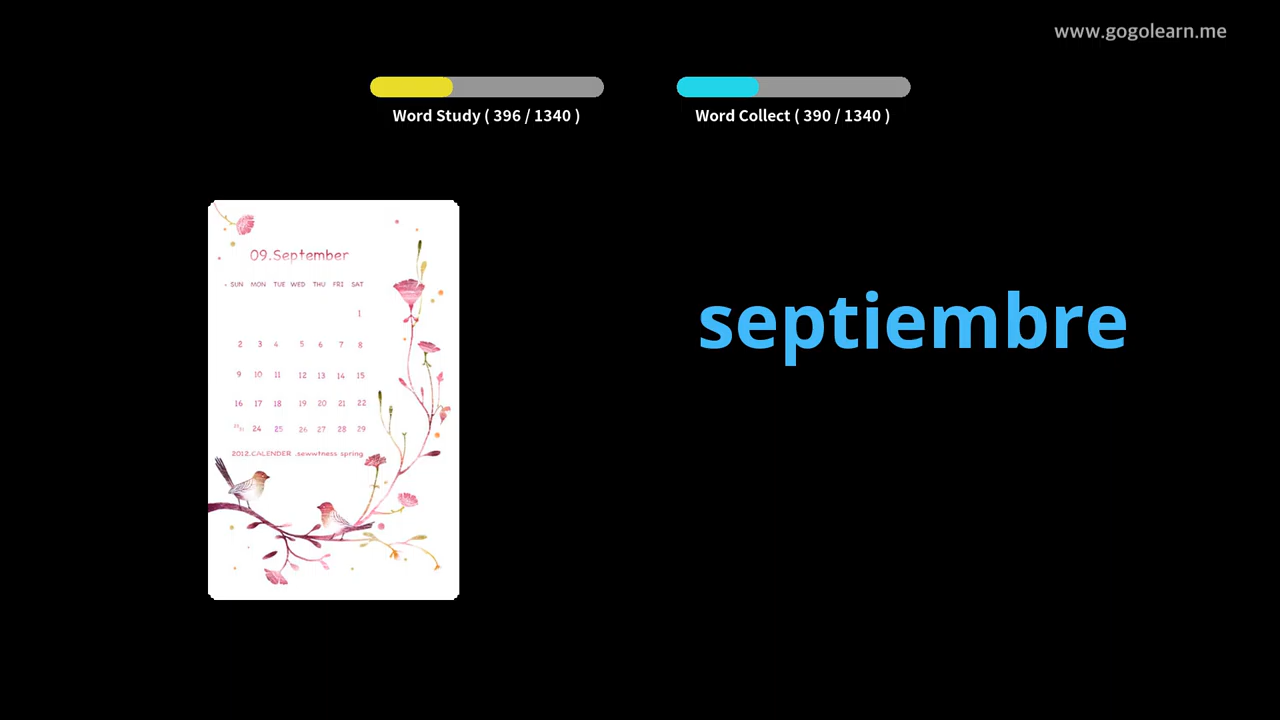 www.gogolearn.me
Word Study ( 396 / 1340 )
Word Collect ( 390 / 1340 )
09.September
SUN MON TUE WED THU FRI SAT
1
2 3 4 5 6 7 8
9 10 11 12 13 14 15
16 17 18 19 20 21 22
24 25 26 27 28 29
2012.CALENDER .sewwtness spring
septiembre